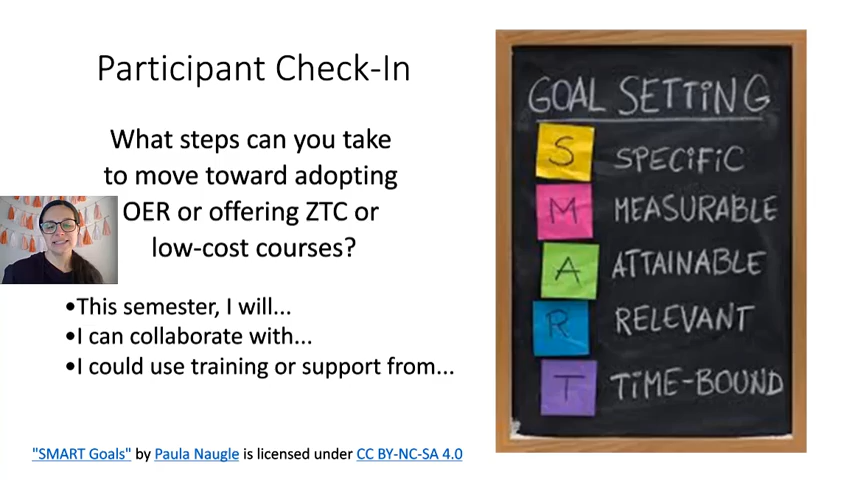 Participant Check-In
What steps can you take
to move toward adopting
OER or offering ZTC or
low-cost courses?
•This semester, I will...
•I can collaborate with...
•I could use training or support from...
"SMART Goals" by Paula Naugle is licensed under CC BY-NC-SA 4.0
GOAL SETTING
S SPECIFIC
M MEASURABLE
A ATTAINABLE
R RELEVANT
T TIME-BOUND